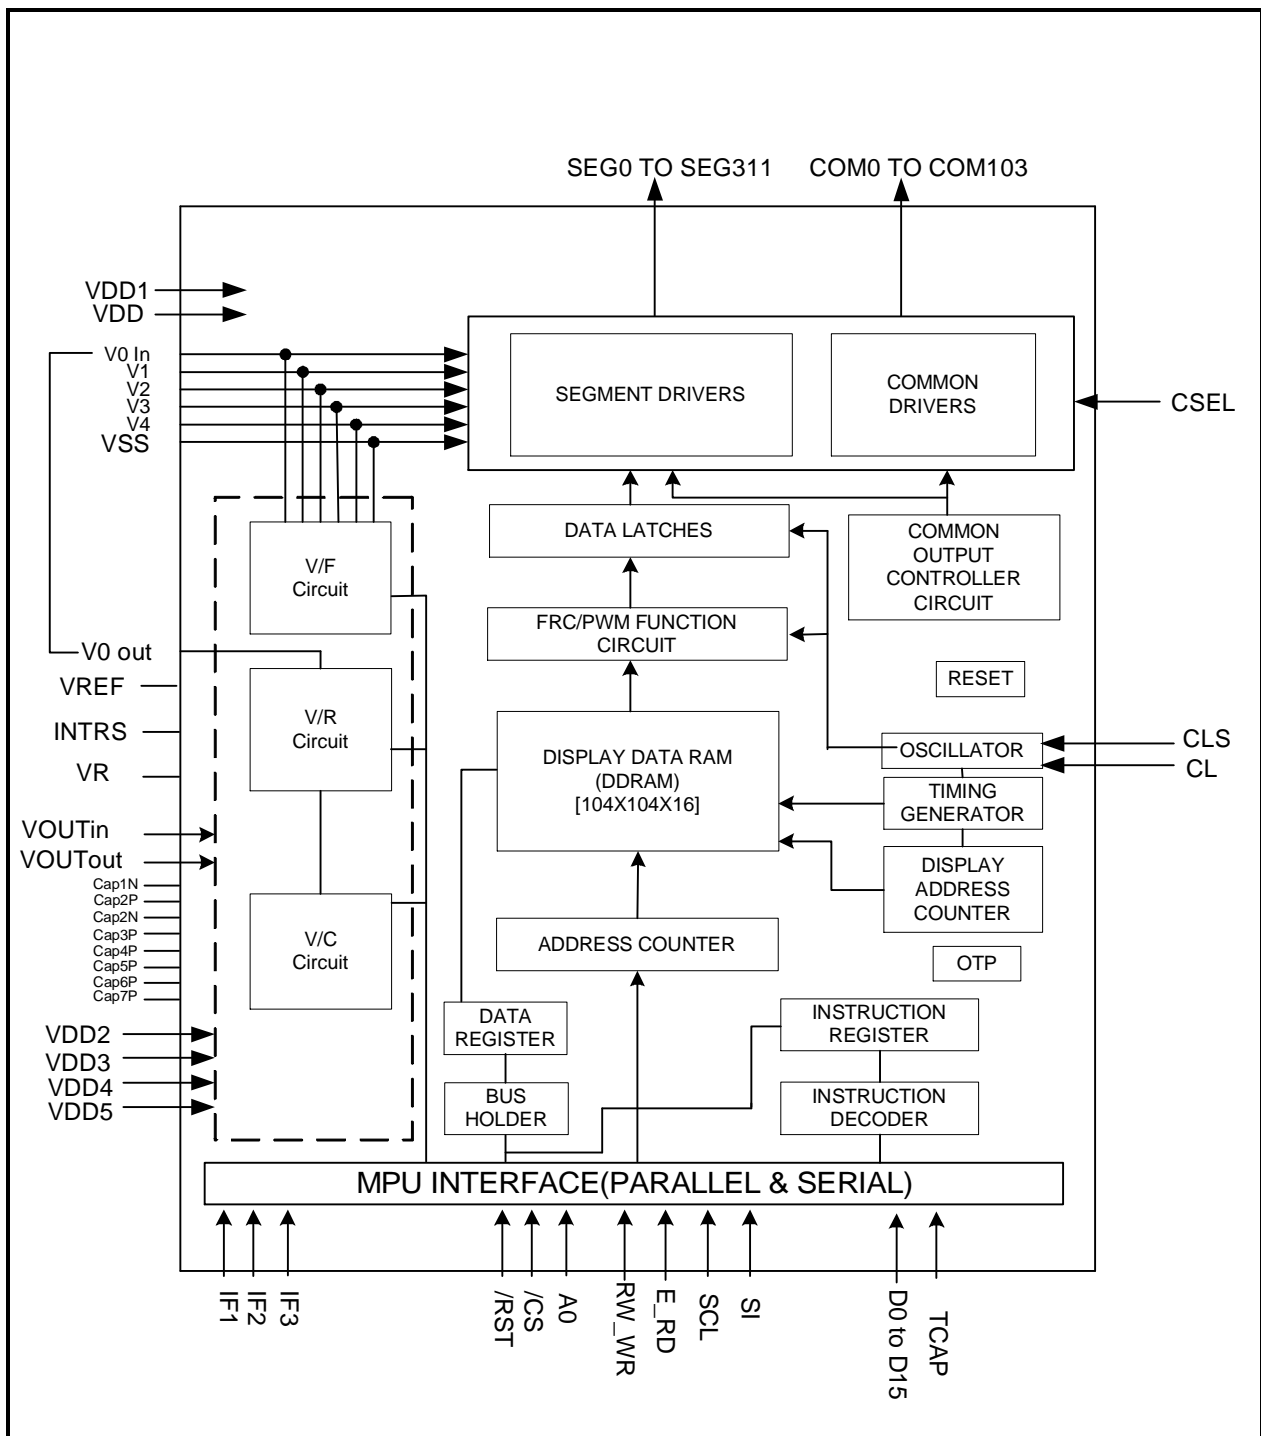 SEG0 TO SEG311
COM0 TO COM103
VDD1
VDD
V0 In
V1
V2
V3
V4
VSS
SEGMENT DRIVERS
COMMON
DRIVERS
CSEL
DATA LATCHES
COMMON
OUTPUT
CONTROLLER
CIRCUIT
V/F
Circuit
FRC/PWM FUNCTION
CIRCUIT
V0 out
VREF
INTRS
VR
RESET
V/R
Circuit
DISPLAY DATA RAM
(DDRAM)
[104X104X16]
OSCILLATOR
CLS
CL
TIMING
GENERATOR
VOUTin
VOUTout
DISPLAY
ADDRESS
COUNTER
Cap1N
Cap2P
Cap2N
Cap3P
Cap4P
Cap5P
Cap6P
Cap7P
V/C
Circuit
ADDRESS COUNTER
OTP
DATA
REGISTER
INSTRUCTION
REGISTER
VDD2
VDD3
VDD4
VDD5
BUS
HOLDER
INSTRUCTION
DECODER
MPU INTERFACE(PARALLEL & SERIAL)
IF1
IF2
IF3
/RST
/CS
A0
RW_WR
E_RD
SCL
SI
D0 to D15
TCAP